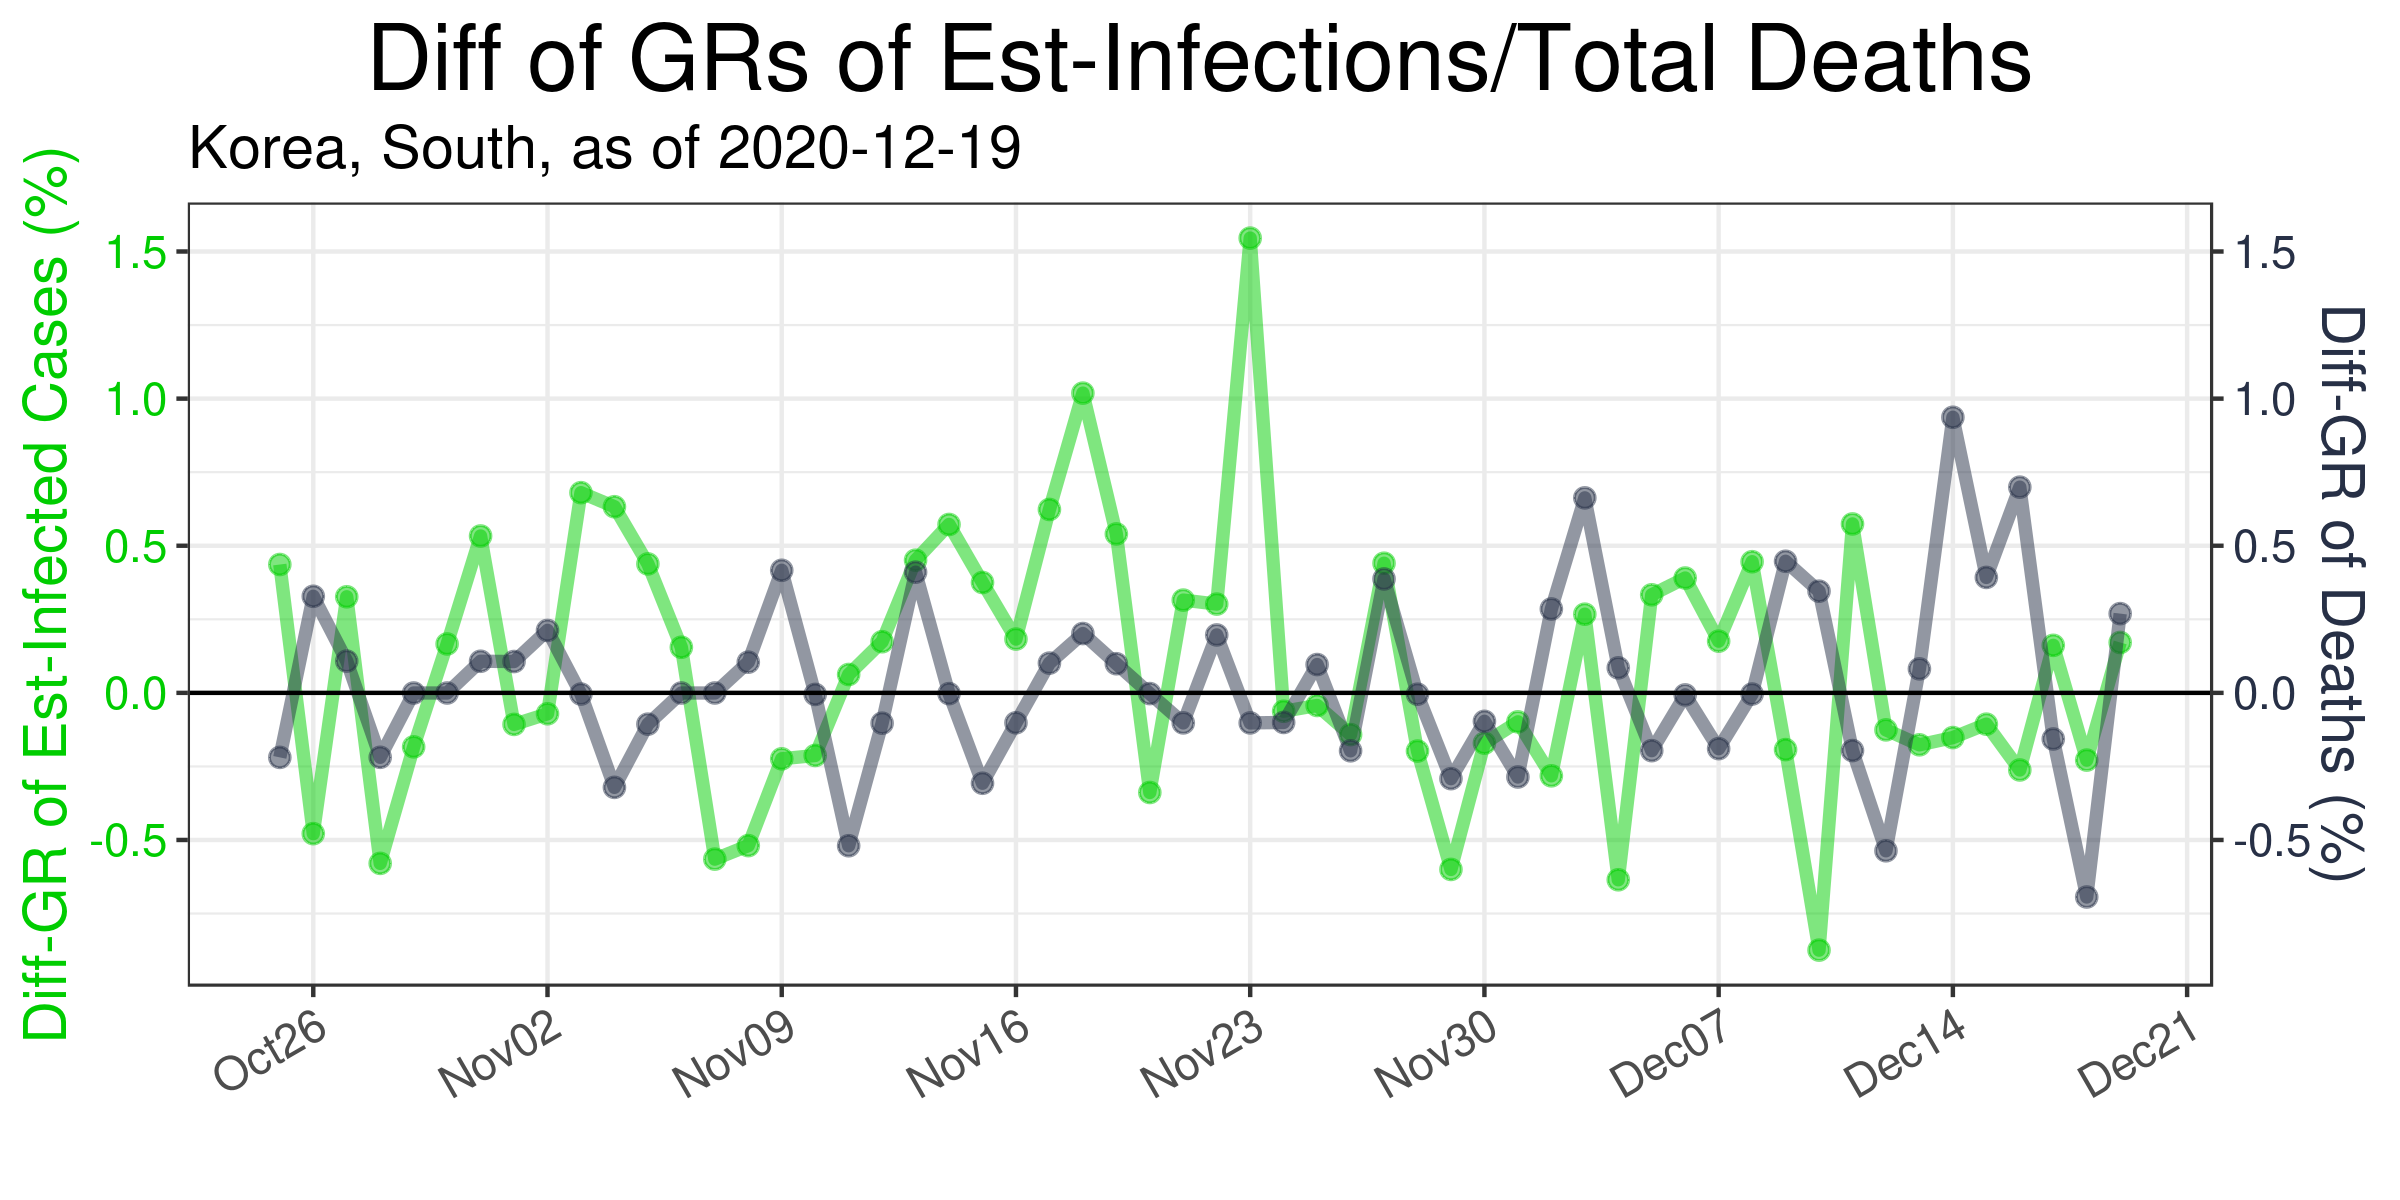 Diff of GRs of Est-Infections/Total Deaths
Korea, South, as of 2020-12-19
Diff-GR of Est-Infected Cases (%)
1.5
1.0
0.5
0.0
-0.5
1.5
1.0
0.5
0.0
-0.5
Diff-GR of Deaths (%)
Oct26
Nov02
Nov09
Nov16
Nov23
Nov30
Dec07
Dec14
Dec21